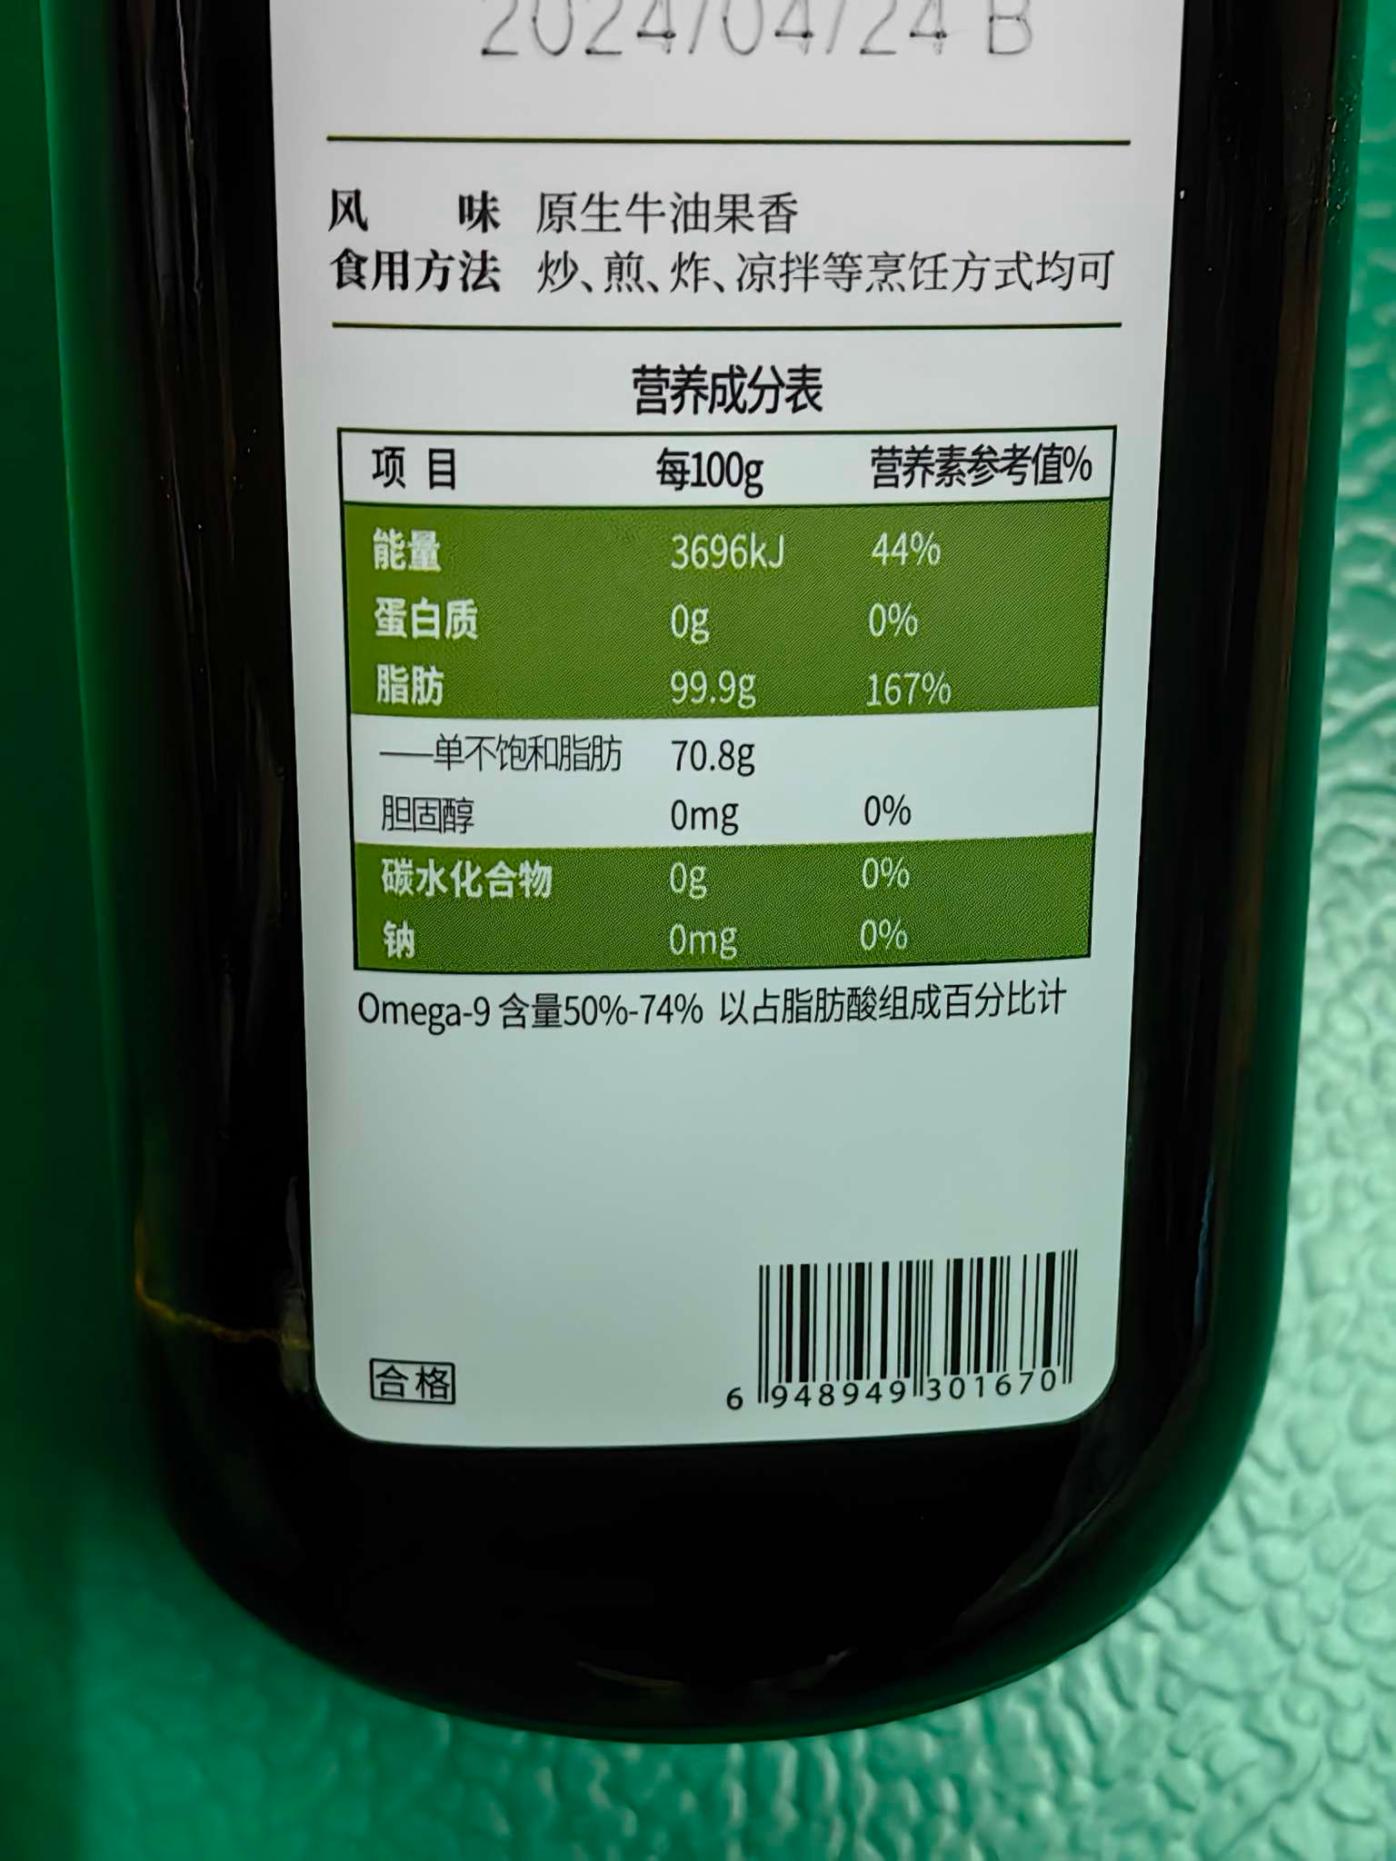 2024/04/24 B
风 味 原生牛油果香
食用方法 炒、煎、炸、凉拌等烹饪方式均可
营养成分表
项 目 每100g 营养素参考值%
能量 3696kJ 44%
蛋白质 0g 0%
脂肪 99.9g 167%
——单不饱和脂肪 70.8g
胆固醇 0mg 0%
碳水化合物 0g 0%
钠 0mg 0%
Omega-9 含量50%-74% 以占脂肪酸组成百分比计
合格
6 948949 301670